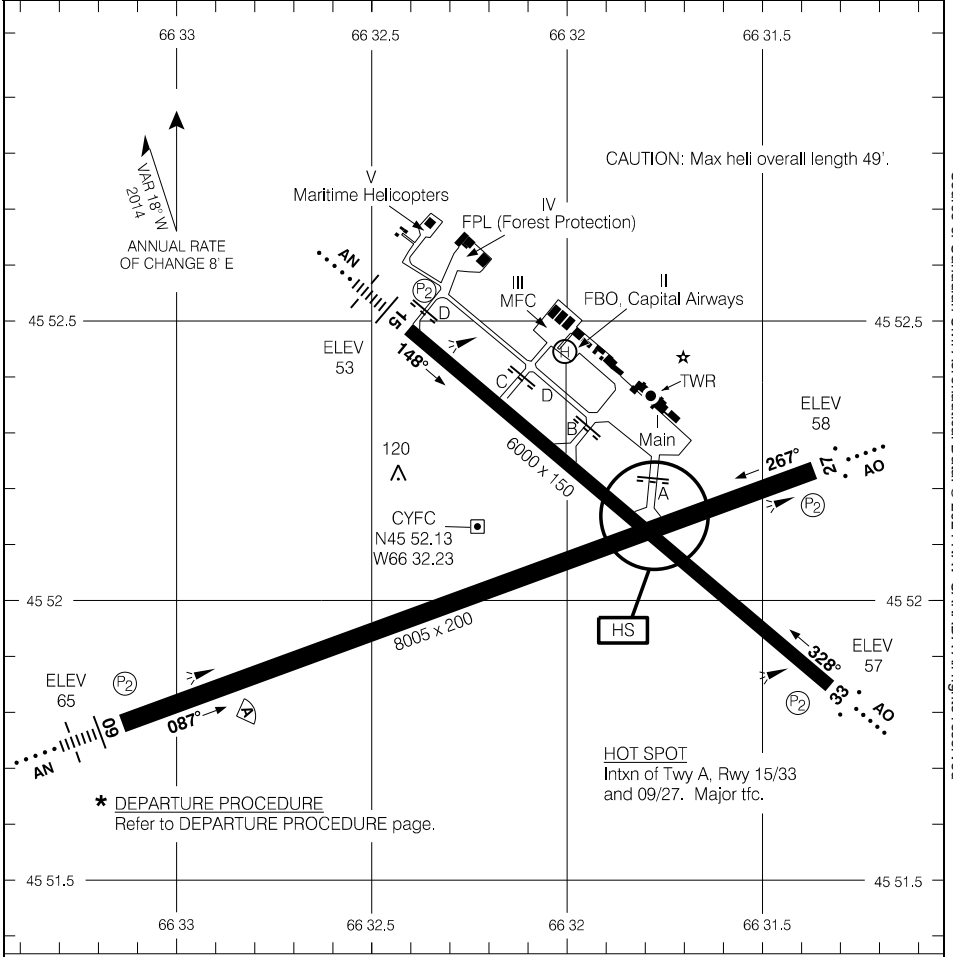 66 33
66 32.5
66 32
66 31.5
VAR 18° W
2014
ANNUAL RATE
OF CHANGE 8' E
CAUTION: Max heli overall length 49'.
V
Maritime Helicopters
IV
FPL (Forest Protection)
III
MFC
II
FBO, Capital Airways
AN
P2
D
45 52.5
15
45 52.5
ELEV
53
148°
H
TWR
C
D
B
I
Main
ELEV
58
6000 x 150
267°
27
AO
A
P2
120
CYFC
N45 52.13
W66 32.23
45 52
45 52
8005 x 200
HS
328°
ELEV
57
P2
33
AO
ELEV
65
P2
09
087°
A
AN
HOT SPOT
Intxn of Twy A, Rwy 15/33
and 09/27. Major tfc.
* DEPARTURE PROCEDURE
Refer to DEPARTURE PROCEDURE page.
45 51.5
45 51.5
66 33
66 32.5
66 32
66 31.5